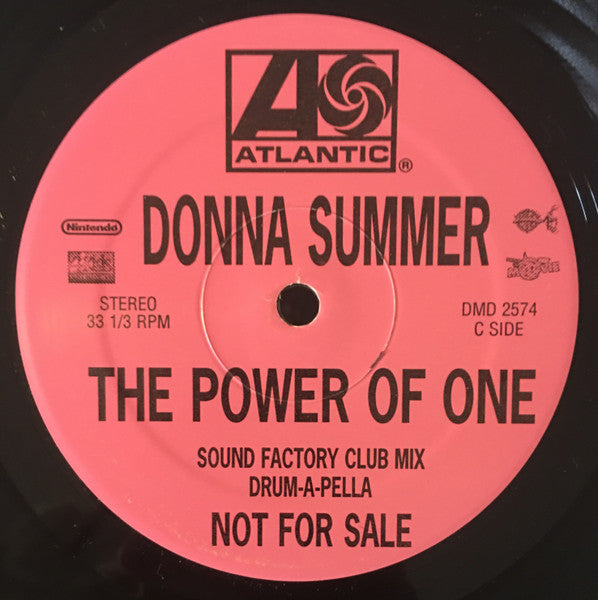 ATLANTIC ®
DONNA SUMMER
Nintendo
STEREO
33 1/3 RPM
DMD 2574
C SIDE
THE POWER OF ONE
SOUND FACTORY CLUB MIX
DRUM-A-PELLA
NOT FOR SALE